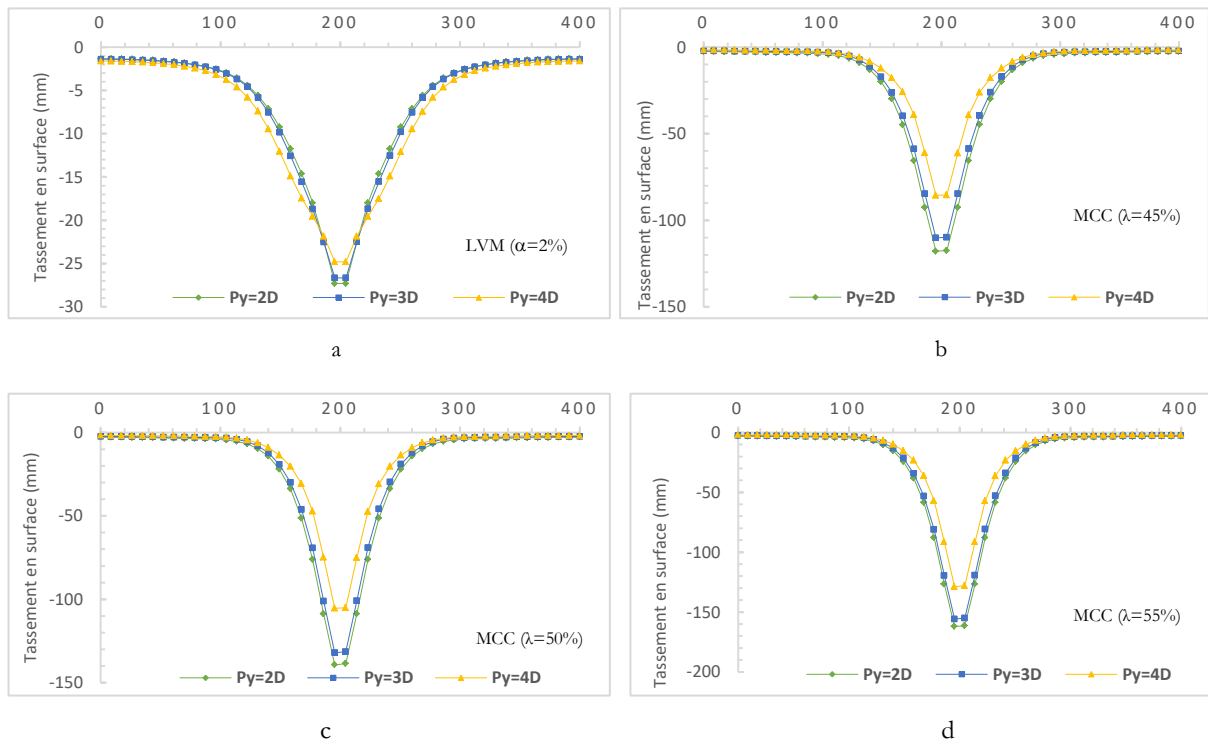 0 100 200 300 400
0
-5
-10
-15
-20
-25
-30
Tassement en surface (mm)
LVM (α=2%)
Py=2D Py=3D Py=4D
a
0 100 200 300 400
0
-50
-100
-150
Tassement en surface (mm)
MCC (λ=45%)
Py=2D Py=3D Py=4D
b
0 100 200 300 400
0
-50
-100
-150
Tassement en surface (mm)
MCC (λ=50%)
Py=2D Py=3D Py=4D
c
0 100 200 300 400
0
-50
-100
-150
-200
Tassement en surface (mm)
MCC (λ=55%)
Py=2D Py=3D Py=4D
d